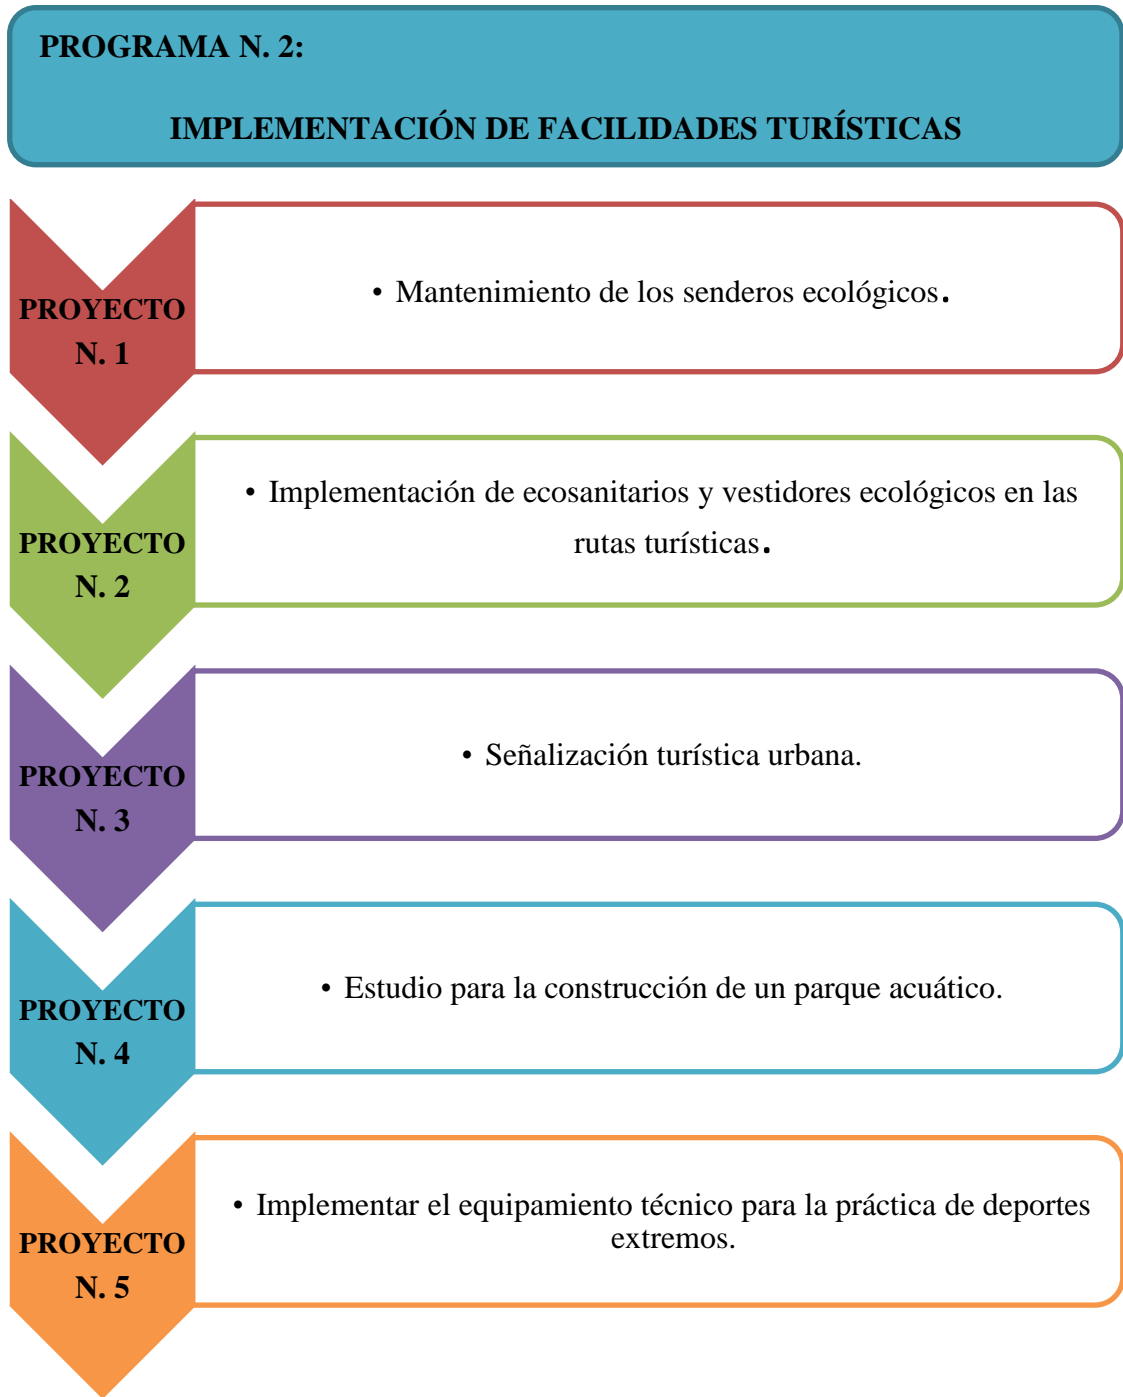 PROGRAMA N. 2:
IMPLEMENTACIÓN DE FACILIDADES TURÍSTICAS
PROYECTO
N. 1
• Mantenimiento de los senderos ecológicos.
PROYECTO
N. 2
• Implementación de ecosanitarios y vestidores ecológicos en las
rutas turísticas.
PROYECTO
N. 3
• Señalización turística urbana.
PROYECTO
N. 4
• Estudio para la construcción de un parque acuático.
PROYECTO
N. 5
• Implementar el equipamiento técnico para la práctica de deportes
extremos.